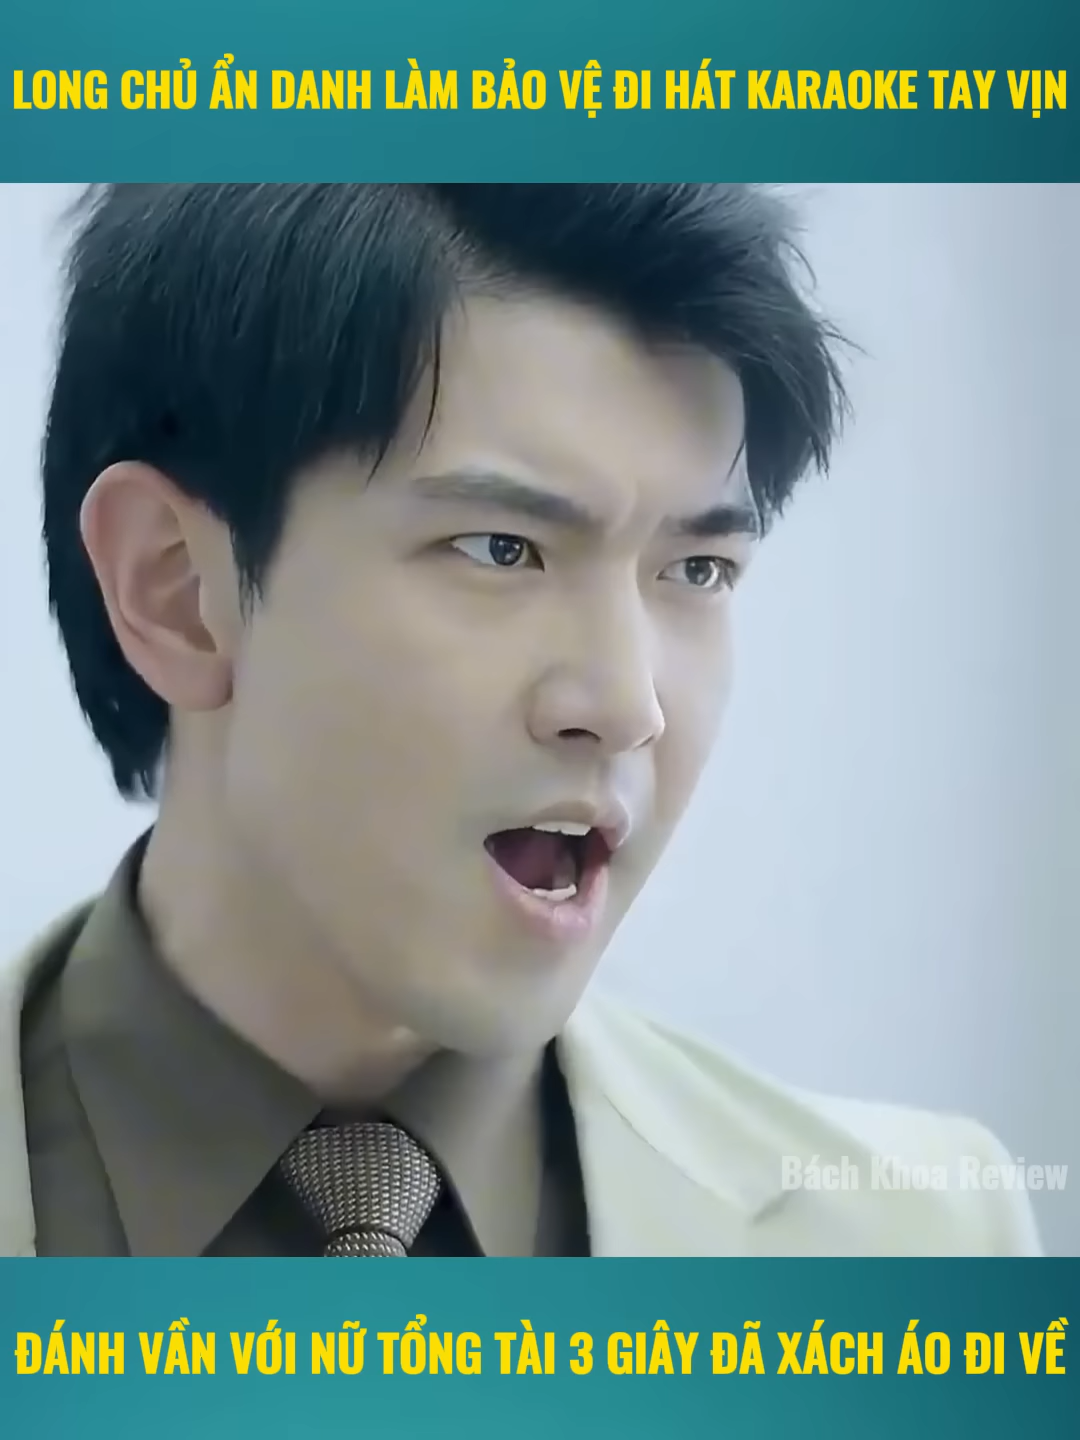 LONG CHỦ ẨN DANH LÀM BẢO VỆ ĐI HÁT KARAOKE TAY VỊN
Bách Khoa Review
ĐÁNH VẦN VỚI NỮ TỔNG TÀI 3 GIÂY ĐÃ XÁCH ÁO ĐI VỀ